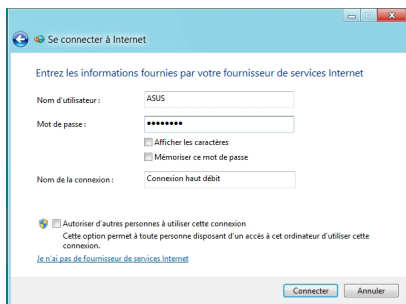 Se connecter à Internet
Entrez les informations fournies par votre fournisseur de services Internet
Nom d'utilisateur :
ASUS
Mot de passe :
••••••••
Afficher les caractères
Mémoriser ce mot de passe
Nom de la connexion :
Connexion haut débit
Autoriser d'autres personnes à utiliser cette connexion
Cette option permet à toute personne disposant d'un accès à cet ordinateur d'utiliser cette
connexion.
Je n'ai pas de fournisseur de services Internet
Connecter
Annuler